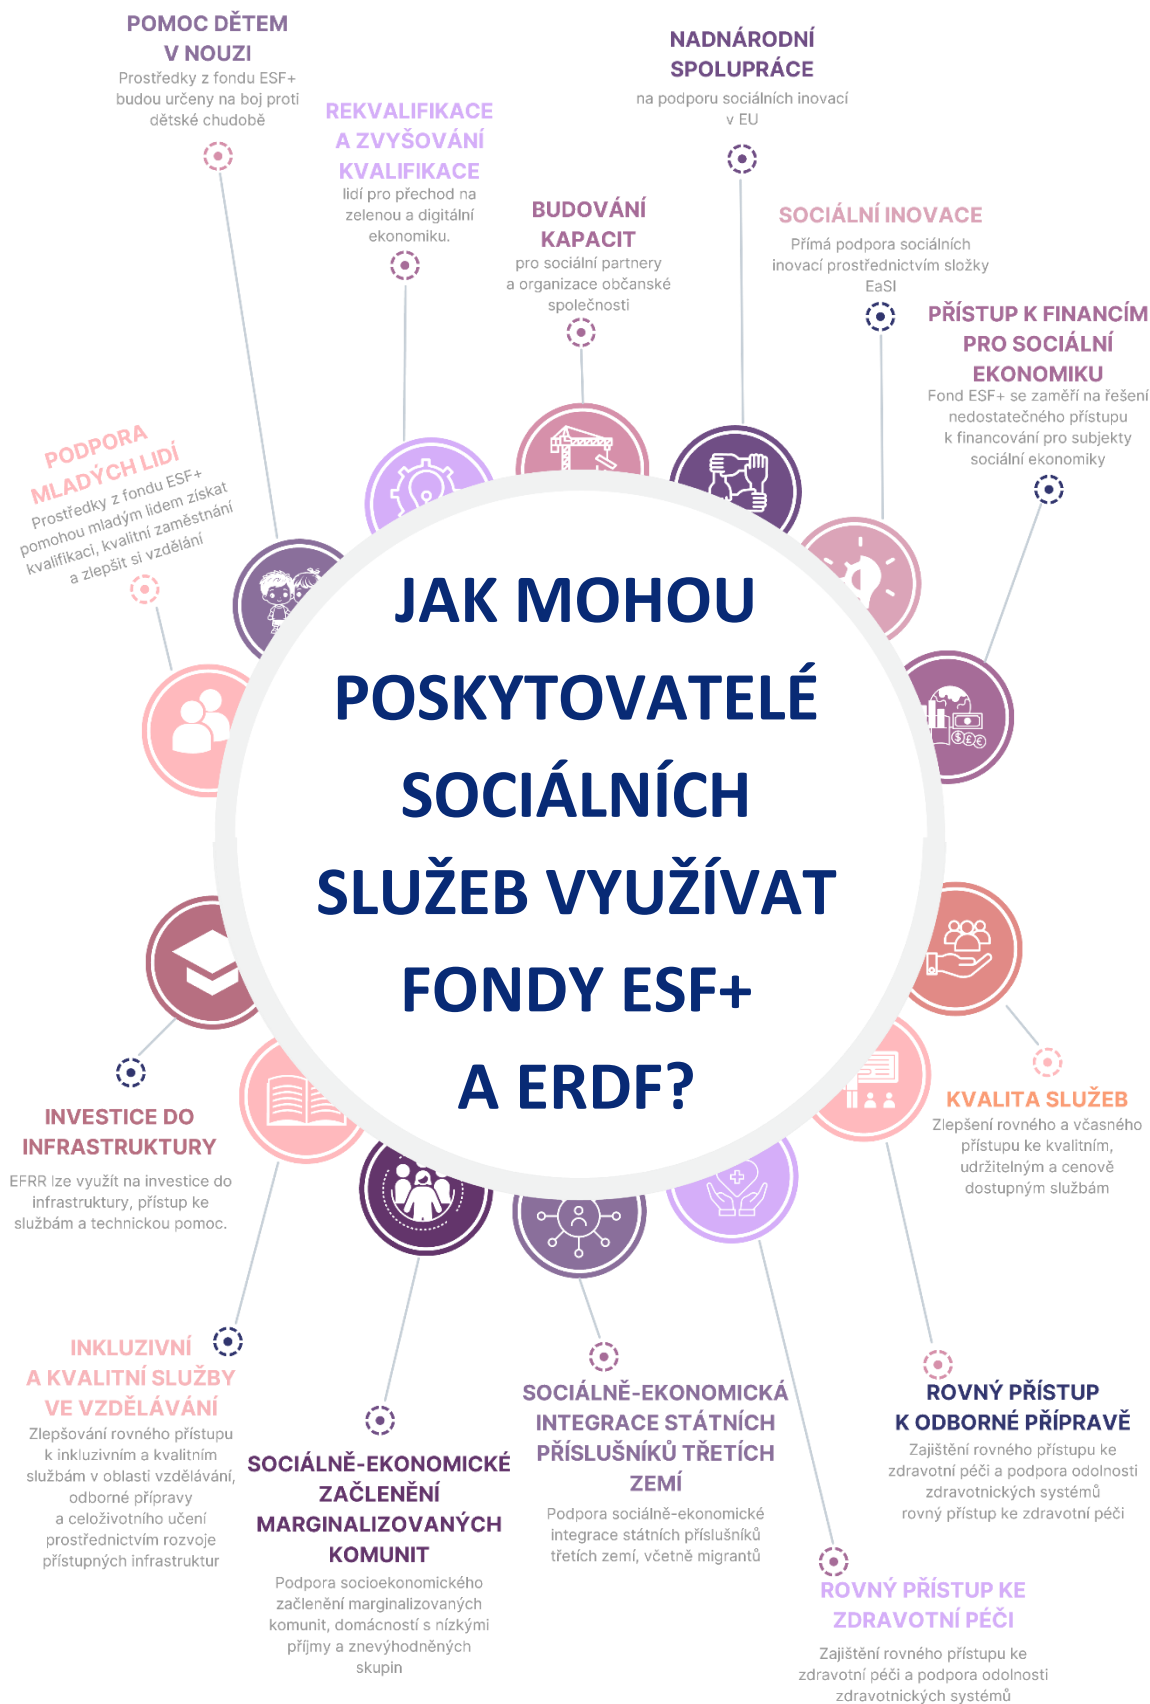 POMOC DĚTEM
V NOUZI
Prostředky z fondu ESF+
budou určeny na boj proti
dětské chudobě
REKVALIFIKACE
A ZVYŠOVÁNÍ
KVALIFIKACE
lidí pro přechod na
zelenou a digitální
ekonomiku.
BUDOVÁNÍ
KAPACIT
pro sociální partnery
a organizace občanské
společnosti
NADNÁRODNÍ
SPOLUPRÁCE
na podporu sociálních inovací
v EU
SOCIÁLNÍ INOVACE
Přímá podpora sociálních
inovací prostřednictvím složky
EaSI
PŘÍSTUP K FINANCÍM
PRO SOCIÁLNÍ
EKONOMIKU
Fond ESF+ se zaměří na řešení
nedostatečného přístupu
k financování pro subjekty
sociální ekonomiky
PODPORA
MLADÝCH LIDÍ
Prostředky z fondu ESF+
pomohou mladým lidem získat
kvalifikaci, kvalitní zaměstnání
a zlepšit si vzdělání
JAK MOHOU
POSKYTOVATELÉ
SOCIÁLNÍCH
SLUŽEB VYUŽÍVAT
FONDY ESF+
A ERDF?
INVESTICE DO
INFRASTRUKTURY
EFRR lze využít na investice do
infrastruktury, přístup ke
službám a technickou pomoc.
KVALITA SLUŽEB
Zlepšení rovného a včasného
přístupu ke kvalitním,
udržitelným a cenově
dostupným službám
INKLUZIVNÍ
A KVALITNÍ SLUŽBY
VE VZDĚLÁVÁNÍ
Zlepšování rovného přístupu
k inkluzivním a kvalitním
službám v oblasti vzdělávání,
odborné přípravy
a celoživotního učení
prostřednictvím rozvoje
přístupných infrastruktur
SOCIÁLNĚ-EKONOMICKÉ
ZAČLENĚNÍ
MARGINALIZOVANÝCH
KOMUNIT
Podpora socioekonomického
začlenění marginalizovaných
komunit, domácností s nízkými
příjmy a znevýhodněných
skupin
SOCIÁLNĚ-EKONOMICKÁ
INTEGRACE STÁTNÍCH
PŘÍSLUŠNÍKŮ TŘETÍCH
ZEMÍ
Podpora sociálně-ekonomické
integrace státních příslušníků
třetích zemí, včetně migrantů
ROVNÝ PŘÍSTUP
K ODBORNÉ PŘÍPRAVĚ
Zajištění rovného přístupu ke
zdravotní péči a podpora odolnosti
zdravotnických systémů
rovný přístup ke zdravotní péči
ROVNÝ PŘÍSTUP KE
ZDRAVOTNÍ PÉČI
Zajištění rovného přístupu ke
zdravotní péči a podpora odolnosti
zdravotnických systémů